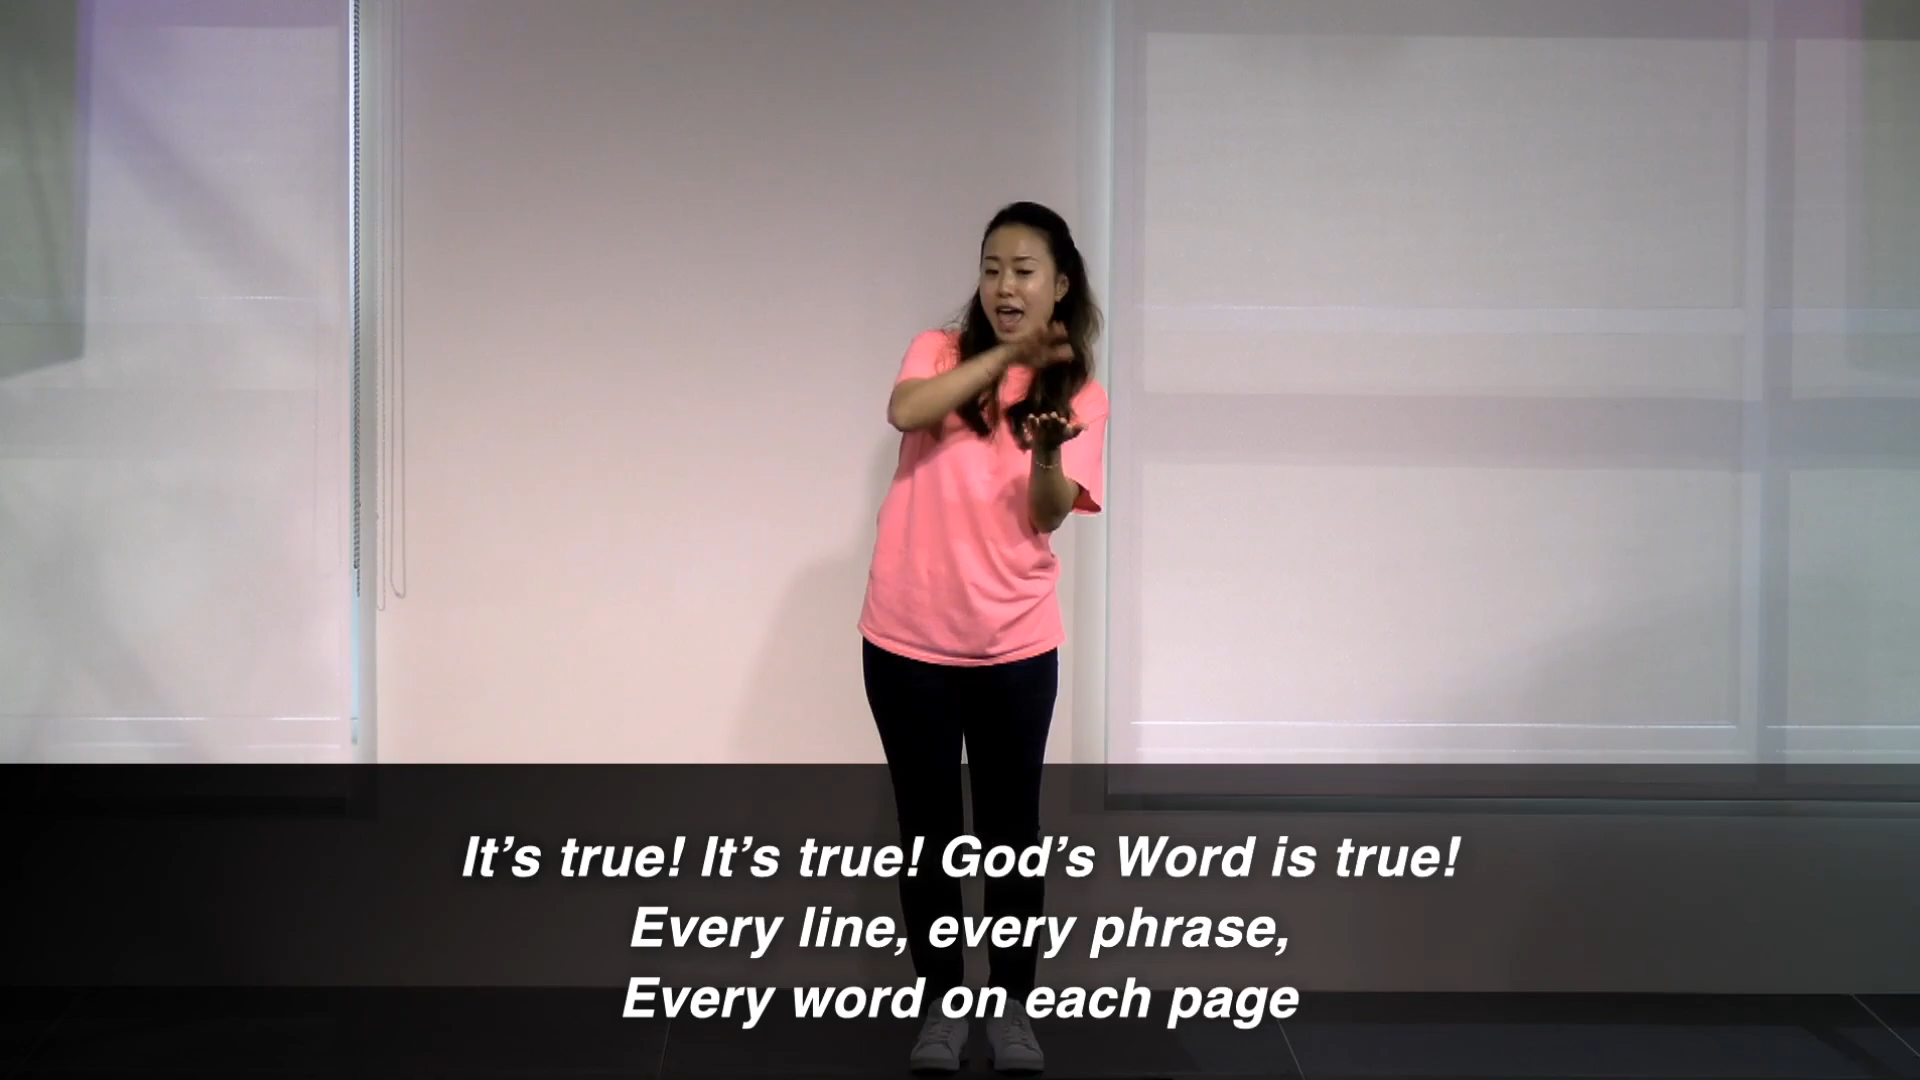 It’s true! It’s true! God’s Word is true!
Every line, every phrase,
Every word on each page